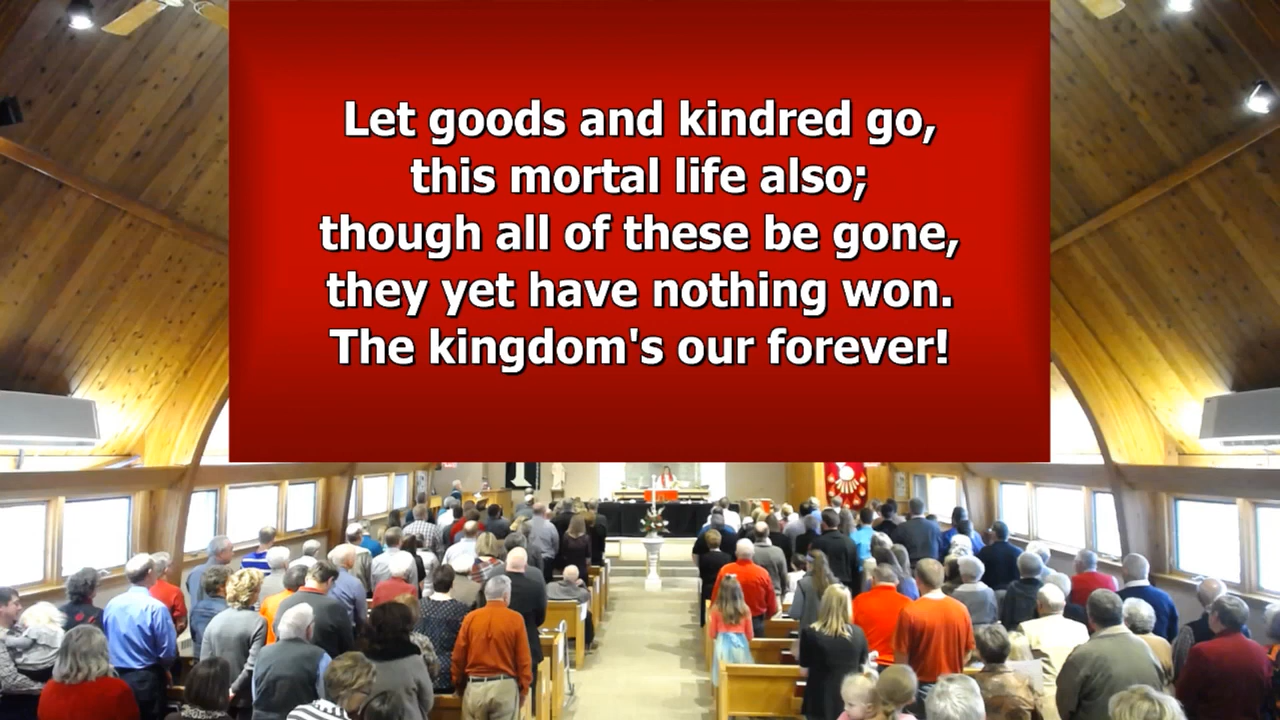 Let goods and kindred go,
this mortal life also;
though all of these be gone,
they yet have nothing won.
The kingdom's our forever!